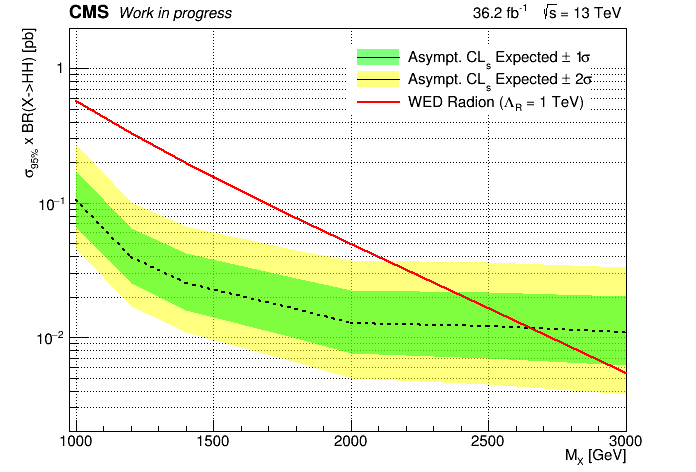 CMS Work in progress 36.2 fb⁻¹ √s = 13 TeV
σ95% x BR(X->HH) [pb]
Asympt. CLs Expected ± 1σ
Asympt. CLs Expected ± 2σ
WED Radion (ΛR = 1 TeV)
1
10⁻¹
10⁻²
1000 1500 2000 2500 3000
MX [GeV]